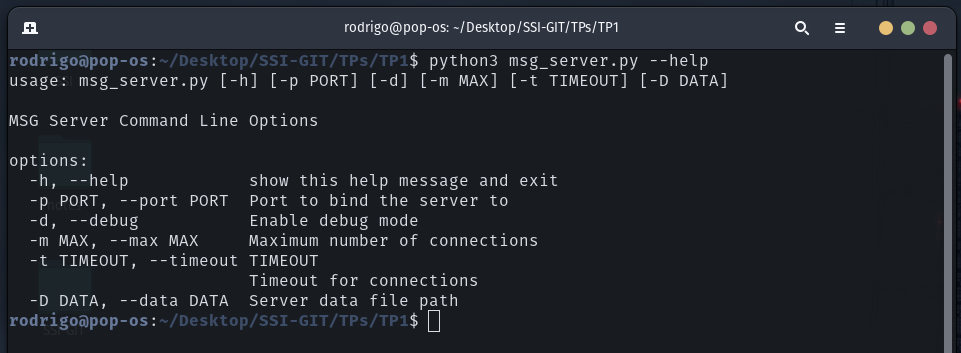 rodrigo@pop-os: ~/Desktop/SSI-GIT/TPs/TP1
rodrigo@pop-os:~/Desktop/SSI-GIT/TPs/TP1$ python3 msg_server.py --help
usage: msg_server.py [-h] [-p PORT] [-d] [-m MAX] [-t TIMEOUT] [-D DATA]

MSG Server Command Line Options

options:
  -h, --help            show this help message and exit
  -p PORT, --port PORT  Port to bind the server to
  -d, --debug           Enable debug mode
  -m MAX, --max MAX     Maximum number of connections
  -t TIMEOUT, --timeout TIMEOUT
                        Timeout for connections
  -D DATA, --data DATA  Server data file path
rodrigo@pop-os:~/Desktop/SSI-GIT/TPs/TP1$